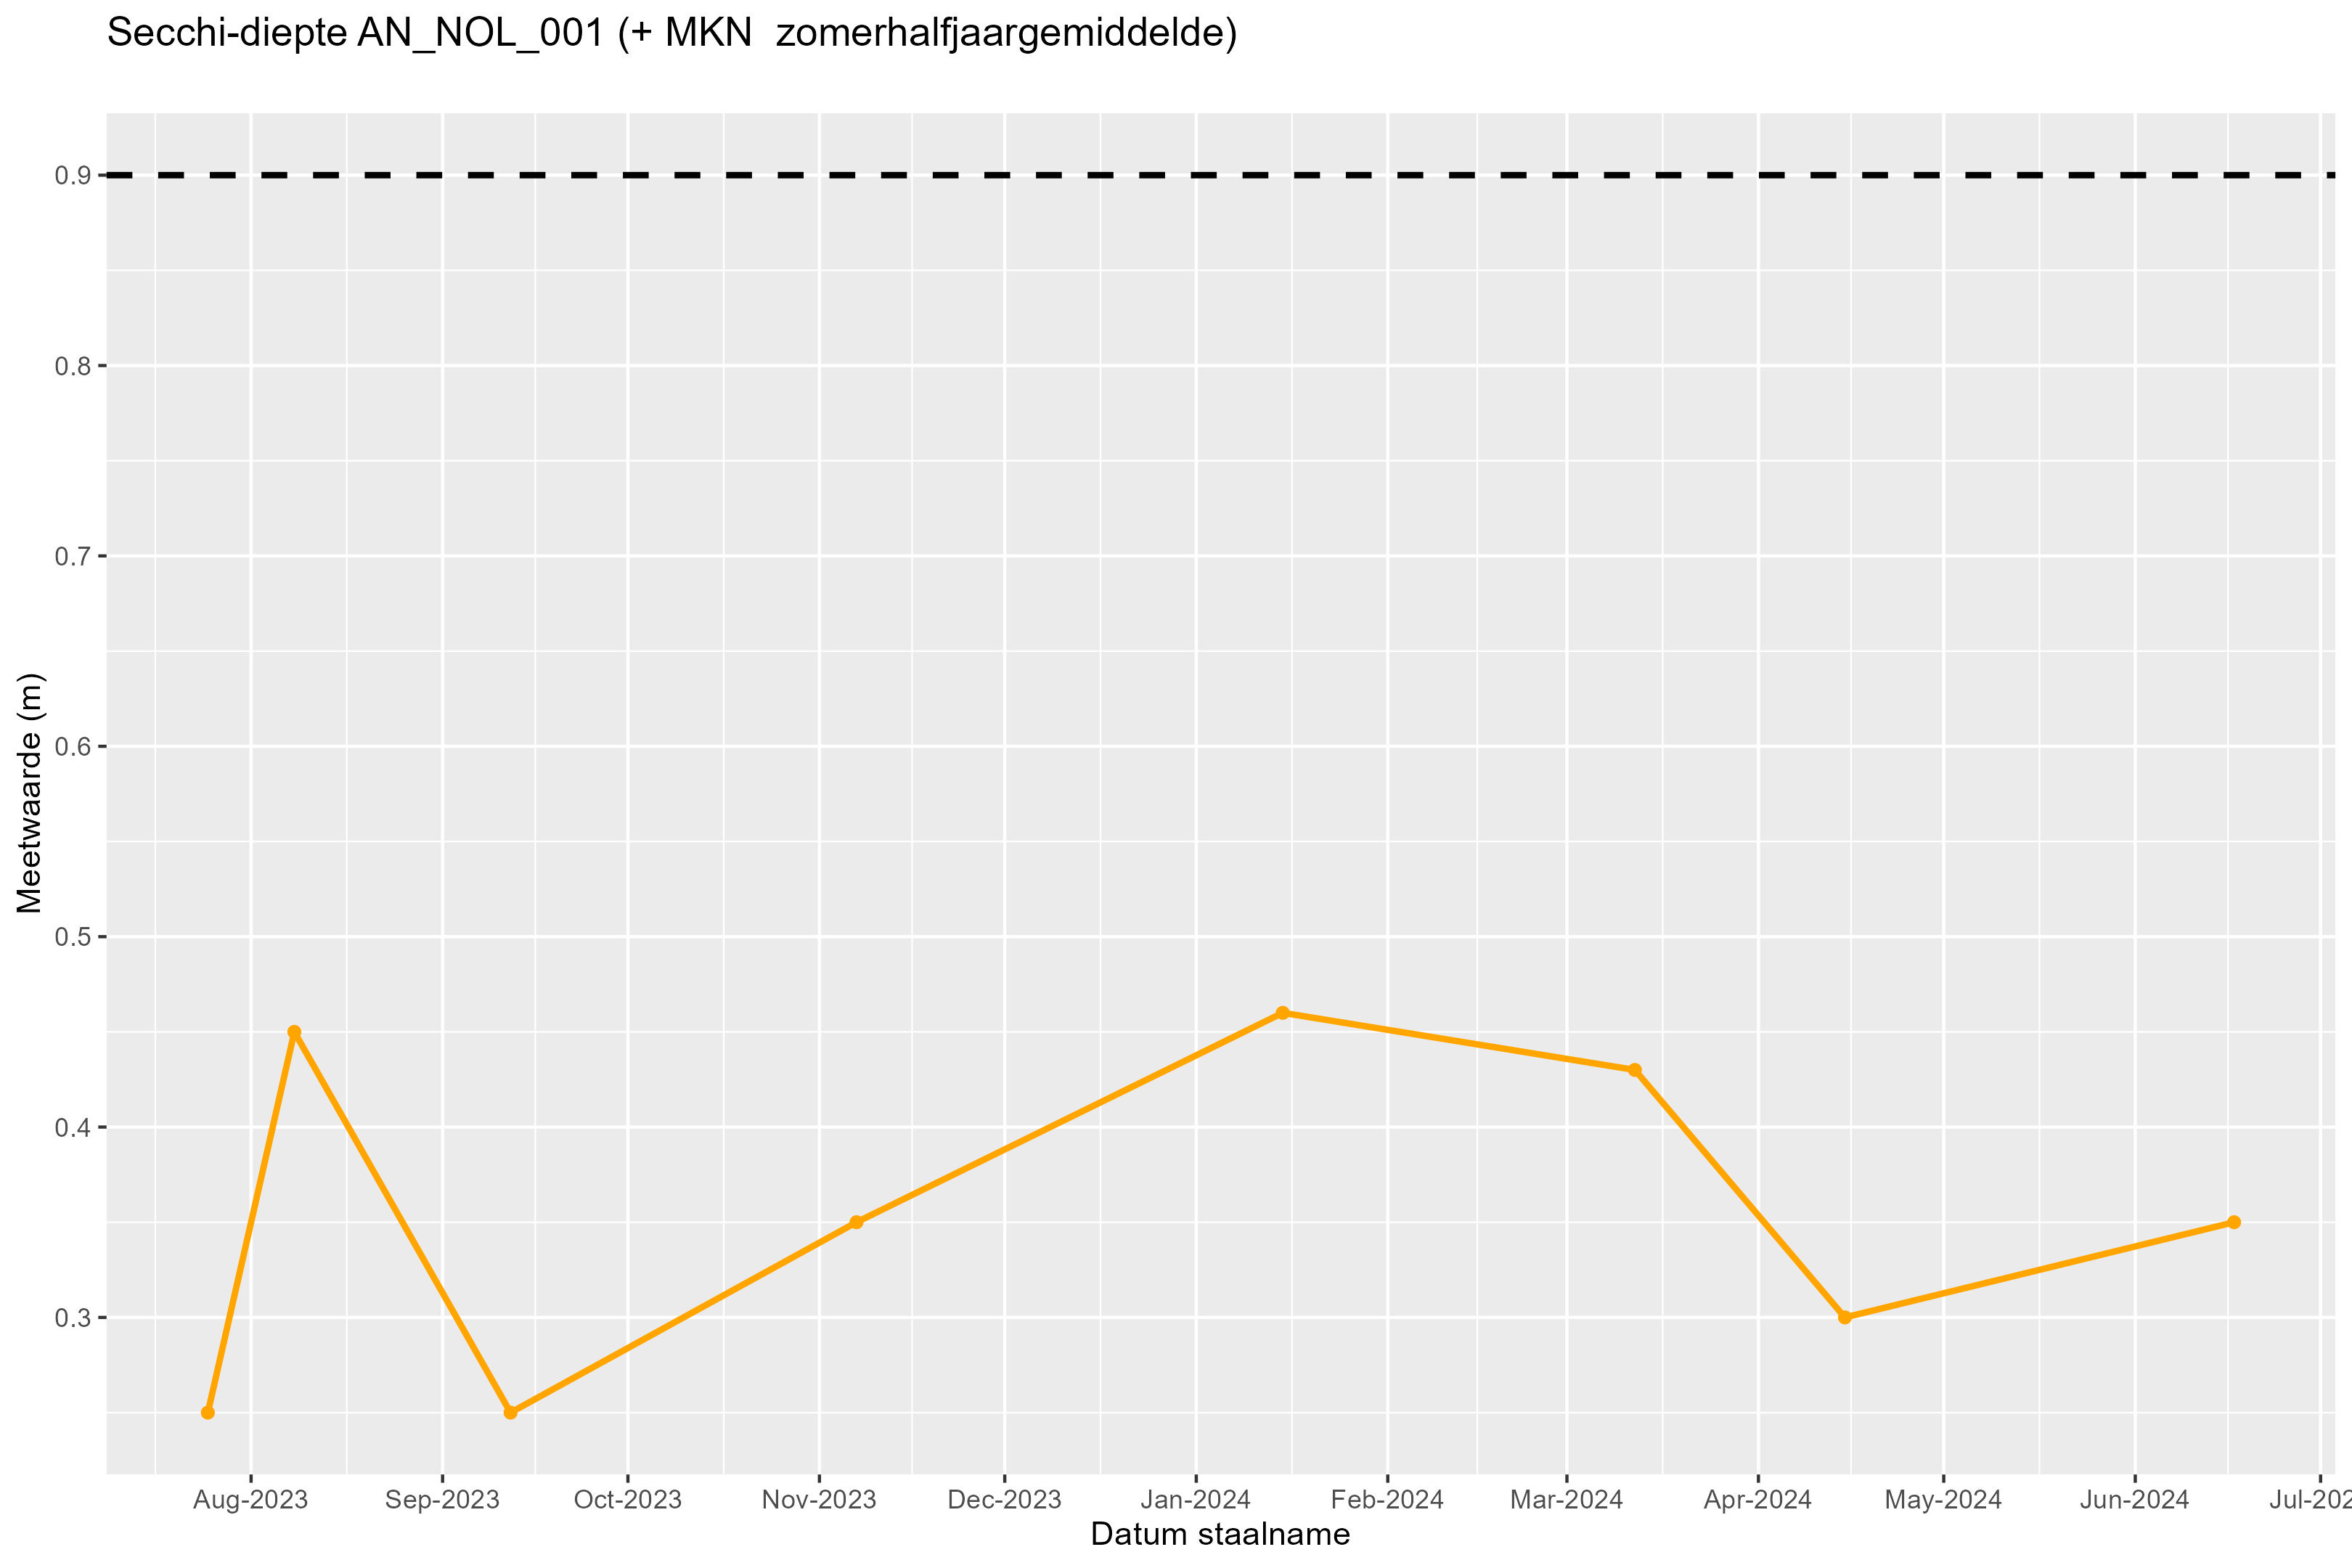 Secchi-diepte AN_NOL_001 (+ MKN  zomerhalfjaargemiddelde)
0.9
0.8
0.7
0.6
Meetwaarde (m)
0.5
0.4
0.3
Aug-2023 Sep-2023 Oct-2023 Nov-2023 Dec-2023 Jan-2024 Feb-2024 Mar-2024 Apr-2024 May-2024 Jun-2024 Jul-202
Datum staalname